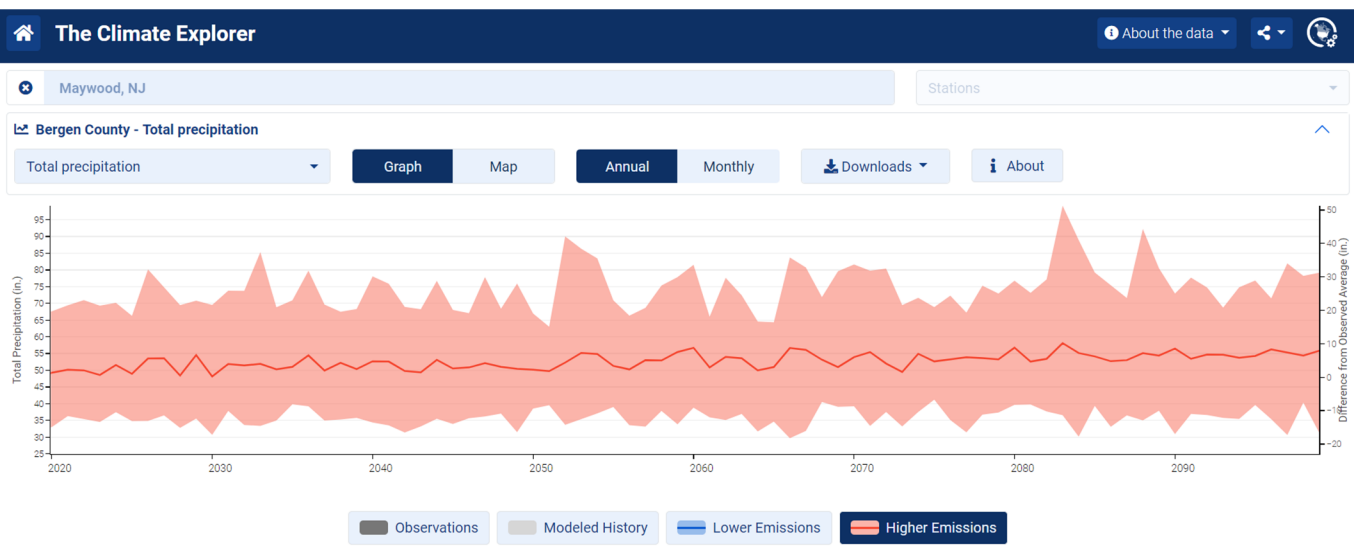 The Climate Explorer
About the data
Maywood, NJ
Stations
Bergen County - Total precipitation
Total precipitation
Graph
Map
Annual
Monthly
Downloads
About
Total Precipitation (in.)
95
90
85
80
75
70
65
60
55
50
45
40
35
30
25
50
40
30
20
10
0
-10
-20
Difference from Observed Average (in.)
2020
2030
2040
2050
2060
2070
2080
2090
Observations
Modeled History
Lower Emissions
Higher Emissions